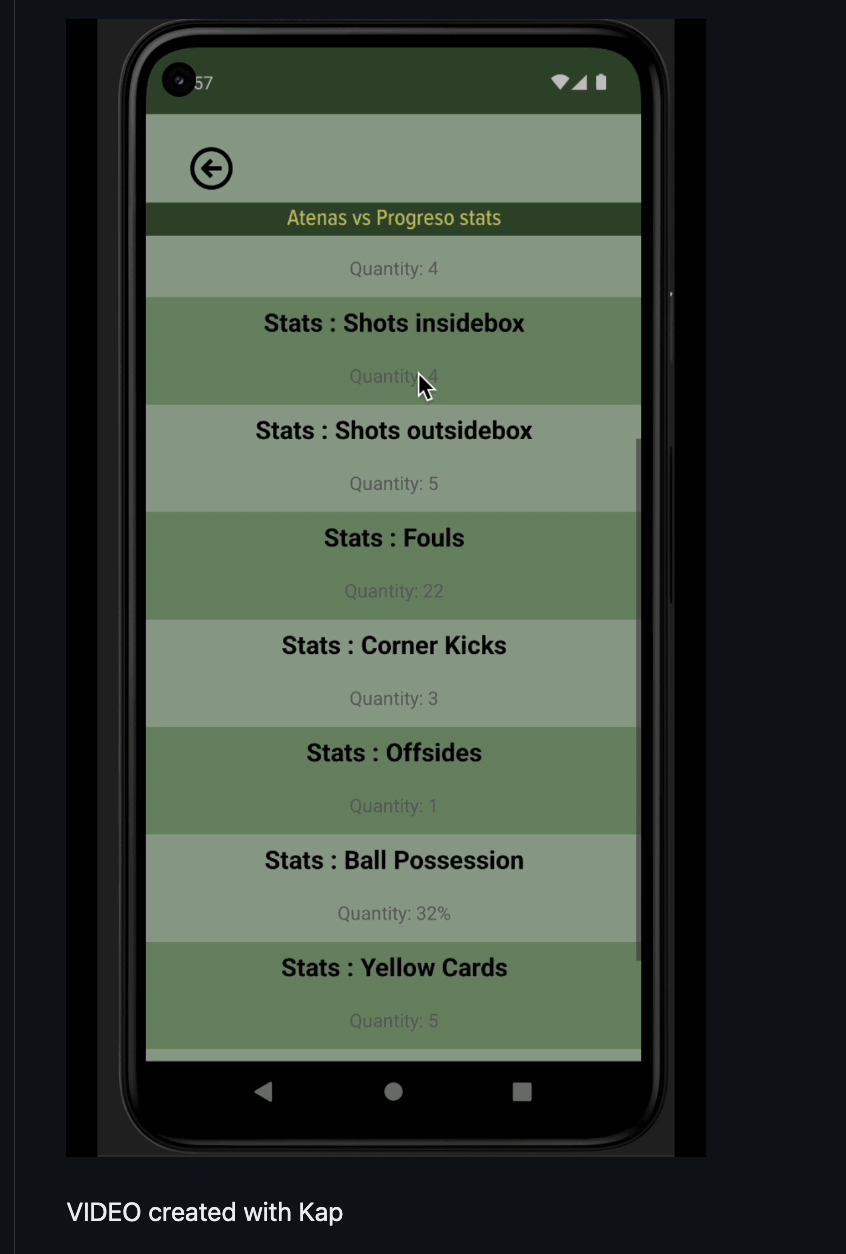 57
Atenas vs Progreso stats
Quantity: 4
Stats : Shots insidebox
Quantity: 4
Stats : Shots outsidebox
Quantity: 5
Stats : Fouls
Quantity: 22
Stats : Corner Kicks
Quantity: 3
Stats : Offsides
Quantity: 1
Stats : Ball Possession
Quantity: 32%
Stats : Yellow Cards
Quantity: 5
VIDEO created with Kap